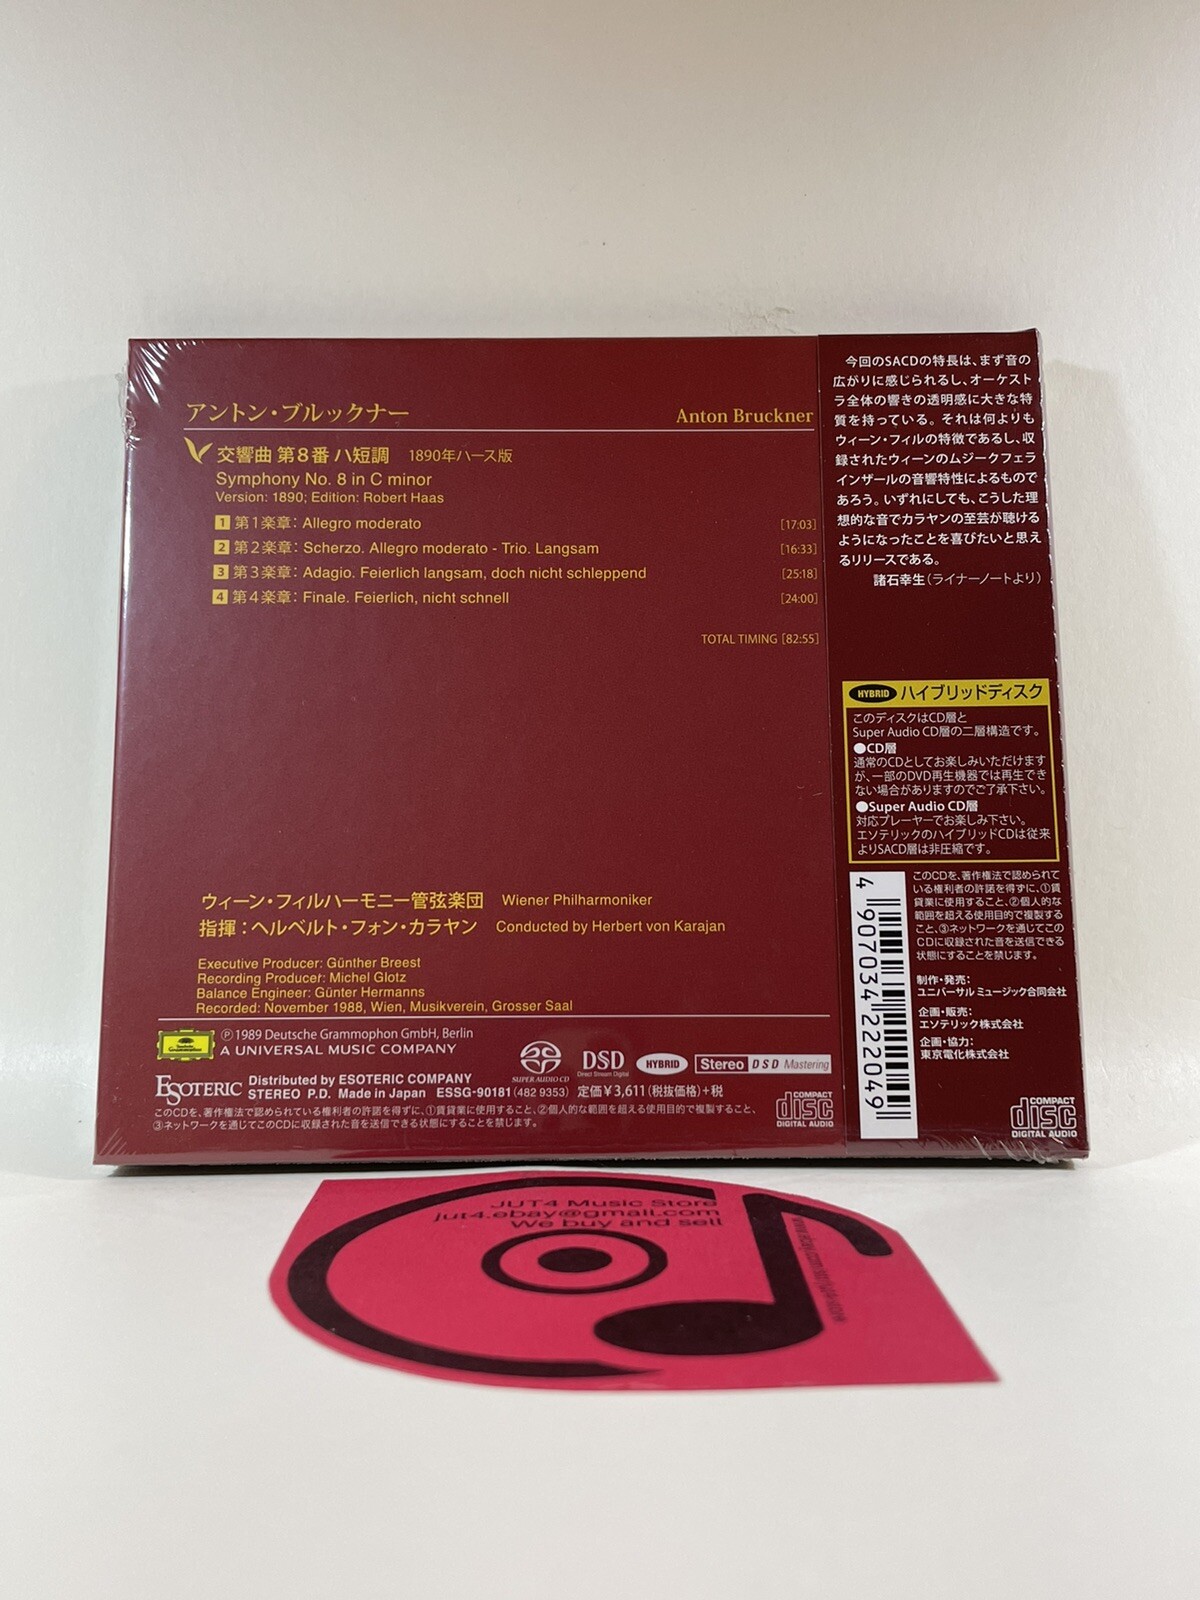 アントン・ブルックナー Anton Bruckner
交響曲 第8番 ハ短調 1890年ハース版
Symphony No. 8 in C minor
Version: 1890; Edition: Robert Haas
1 第1楽章: Allegro moderato [17:03]
2 第2楽章: Scherzo. Allegro moderato - Trio. Langsam [16:33]
3 第3楽章: Adagio. Feierlich langsam, doch nicht schleppend [25:18]
4 第4楽章: Finale. Feierlich, nicht schnell [24:00]
TOTAL TIMING [82:55]
ウィーン・フィルハーモニー管弦楽団 Wiener Philharmoniker
指揮:ヘルベルト・フォン・カラヤン Conducted by Herbert von Karajan
Executive Producer: Günther Breest
Recording Producer: Michel Glotz
Balance Engineer: Günter Hermanns
Recorded: November 1988, Wien, Musikverein, Grosser Saal
Deutsche Grammophon
℗1989 Deutsche Grammophon GmbH, Berlin
A UNIVERSAL MUSIC COMPANY
SUPER AUDIO CD
DSD
Direct Stream Digital
HYBRID
Stereo DSD Mastering
ESOTERIC
Distributed by ESOTERIC COMPANY
STEREO P.D. Made in Japan ESSG-90181 (482 9353) 定価¥3,611(税抜価格)+税
COMPACT
disc
DIGITAL AUDIO
このCDを、著作権法で認められている権利者の許諾を得ずに、①賃貸業に使用すること、②個人的な範囲を超える使用目的で複製すること、
③ネットワークを通じてこのCDに収録された音を送信できる状態にすることを禁じます。
今回のSACDの特長は、まず音の
広がりに感じられるし、オーケスト
ラ全体の響きの透明感に大きな特
質を持っている。それは何よりも
ウィーン・フィルの特徴であるし、収
録されたウィーンのムジークフェラ
インザールの音響特性によるもので
あろう。いずれにしても、こうした理
想的な音でカラヤンの至芸が聴ける
ようになったことを喜びたいと思え
るリリースである。
諸石幸生(ライナーノートより)
HYBRID ハイブリッドディスク
このディスクはCD層と
Super Audio CD層の二層構造です。
●CD層
通常のCDとしてお楽しみいただけます
が、一部のDVD再生機器では再生でき
ない場合がありますのでご了承下さい。
●Super Audio CD層
対応プレーヤーでお楽しみ下さい。
エソテリックのハイブリッドCDは従来
よりSACD層は非圧縮です。
4 907034 222049
このCDを、著作権法で認められて
いる権利者の許諾を得ずに、①賃
貸業に使用すること、②個人的な
範囲を超える使用目的で複製する
こと、③ネットワークを通じてこの
CDに収録された音を送信できる
状態にすることを禁じます。
制作・発売:
ユニバーサル ミュージック合同会社
企画・販売:
エソテリック株式会社
企画・協力:
東京電化株式会社
COMPACT
disc
DIGITAL AUDIO
JUT4 Music Store
jut4.ebay@gmail.com
We buy and sell